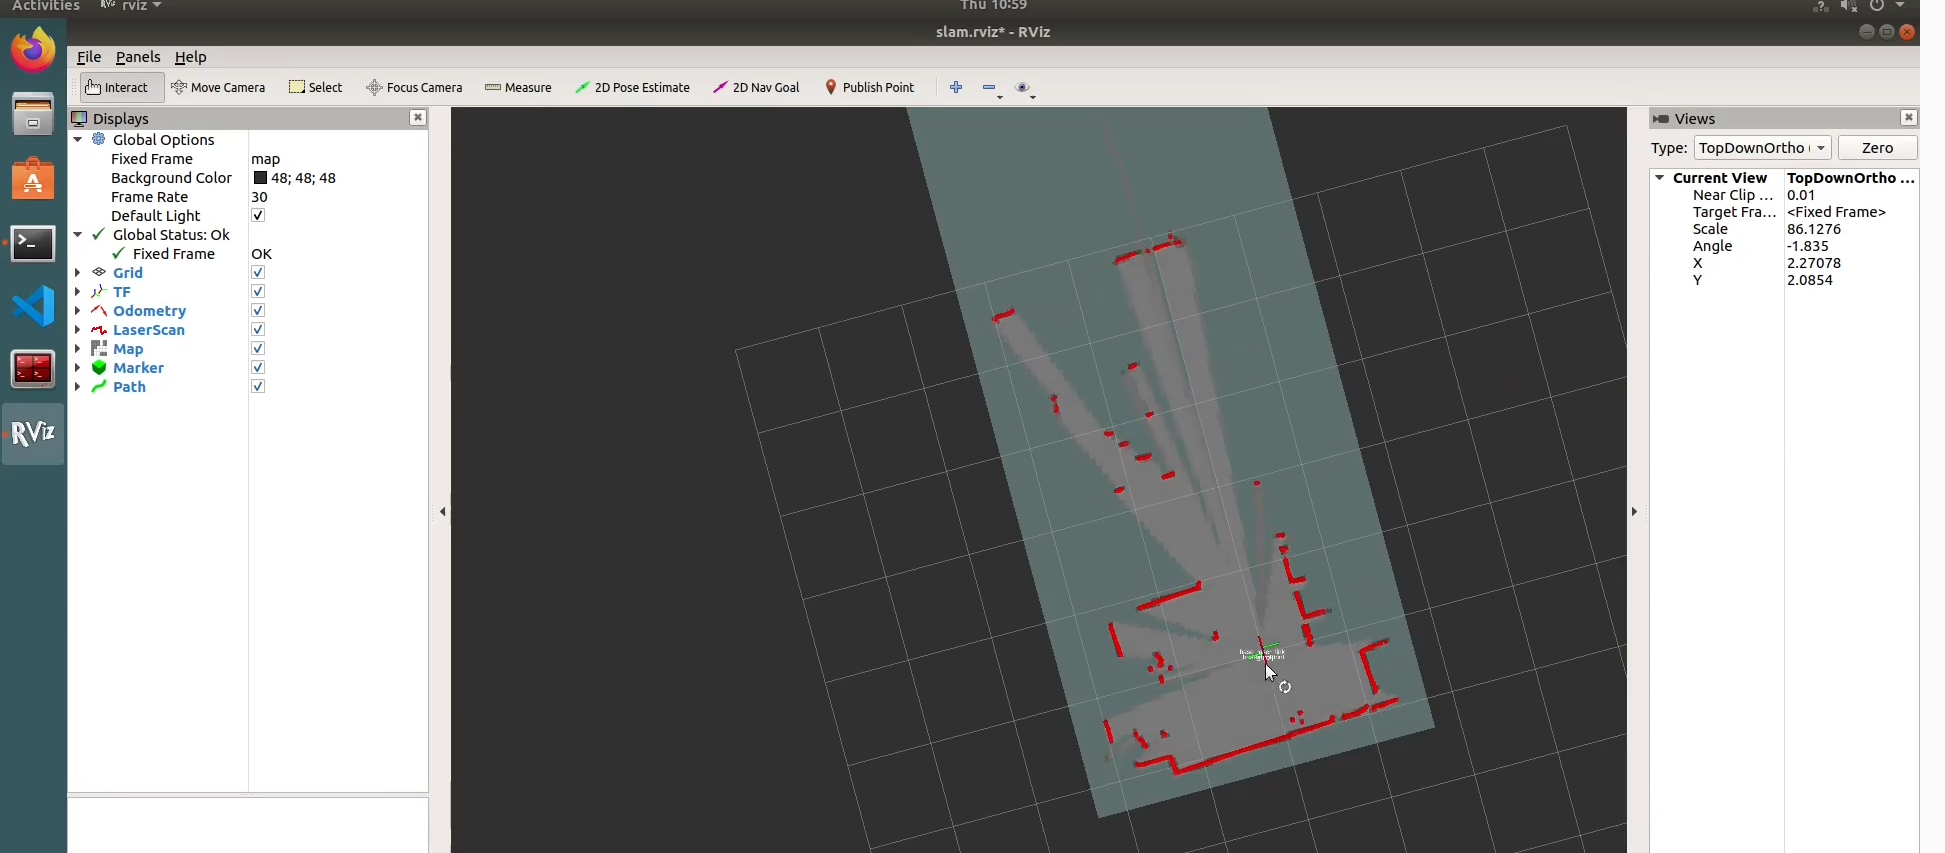 Activities
rviz
Thu 10:59
slam.rviz* - RViz
File Panels Help
Interact Move Camera Select Focus Camera Measure 2D Pose Estimate 2D Nav Goal Publish Point
Displays
Global Options
Fixed Frame map
Background Color 48; 48; 48
Frame Rate 30
Default Light
Global Status: Ok
Fixed Frame OK
Grid
TF
Odometry
LaserScan
Map
Marker
Path
RViz
Views
Type: TopDownOrtho ( Zero
Current View TopDownOrtho ...
Near Clip ... 0.01
Target Fra... <Fixed Frame>
Scale 86.1276
Angle -1.835
X 2.27078
Y 2.0854